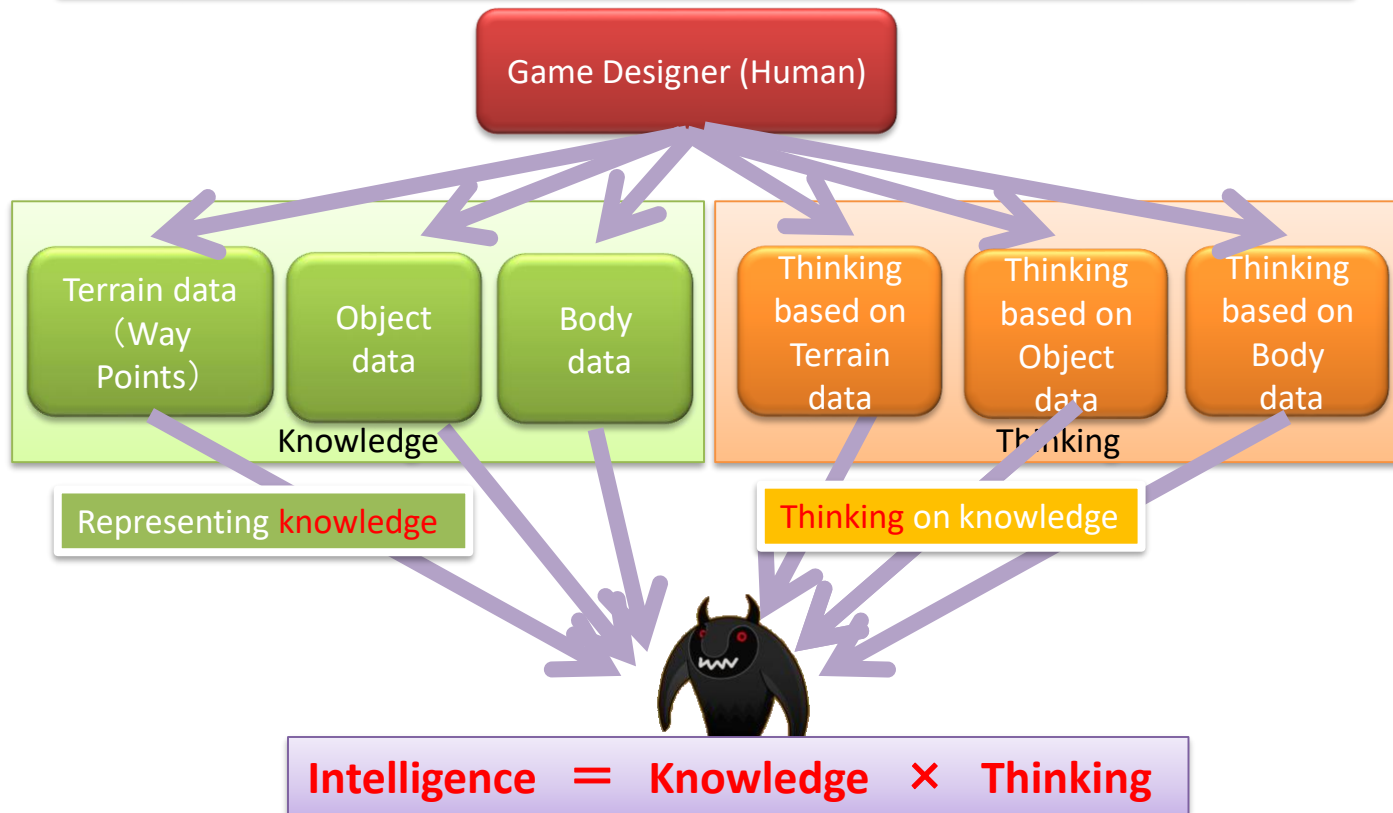 Game Designer (Human)
Terrain data
（Way
Points）
Object
data
Body
data
Knowledge
Thinking
based on
Terrain
data
Thinking
based on
Object
data
Thinking
based on
Body
data
Thinking
Representing knowledge
Thinking on knowledge
Intelligence ＝ Knowledge × Thinking